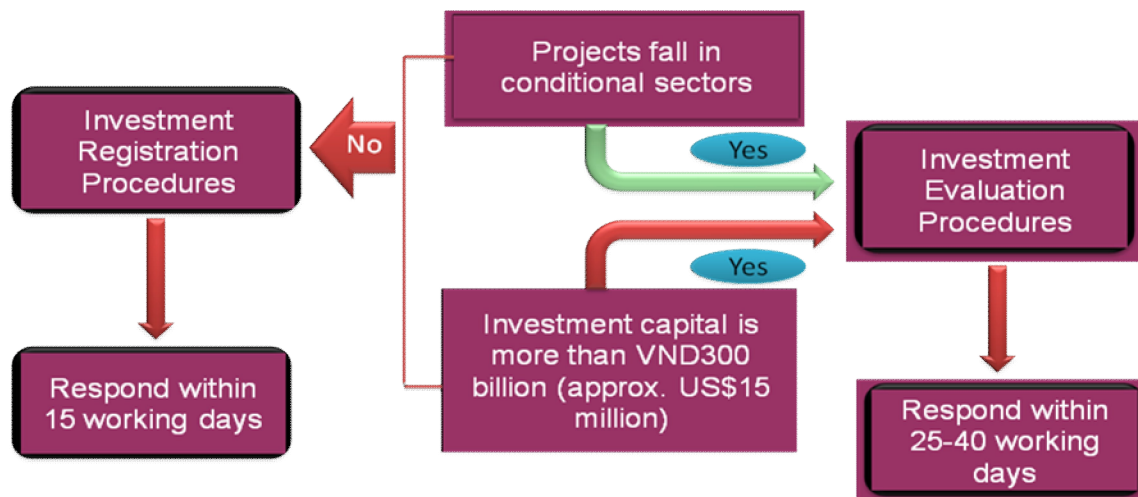 Projects fall in
conditional sectors
Investment
Registration
Procedures
No
Yes
Investment
Evaluation
Procedures
Yes
Investment capital is
more than VND300
billion (approx. US$15
million)
Respond within
15 working days
Respond within
25-40 working
days